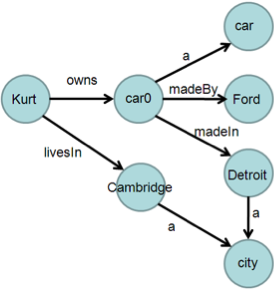 car
a
owns
madeBy
Kurt
car0
Ford
madeIn
livesIn
Detroit
Cambridge
a
a
city